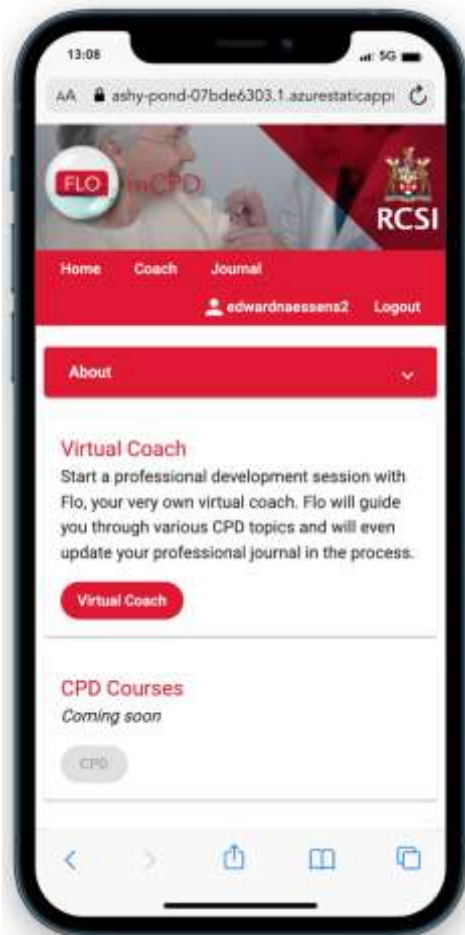 13:08
5G
AA ashy-pond-07bde6303.1.azurestaticappi
FLO mCPD
RCSI
Home Coach Journal
edwardnaessens2 Logout
About
Virtual Coach
Start a professional development session with
Flo, your very own virtual coach. Flo will guide
you through various CPD topics and will even
update your professional journal in the process.
Virtual Coach
CPD Courses
Coming soon
CPD